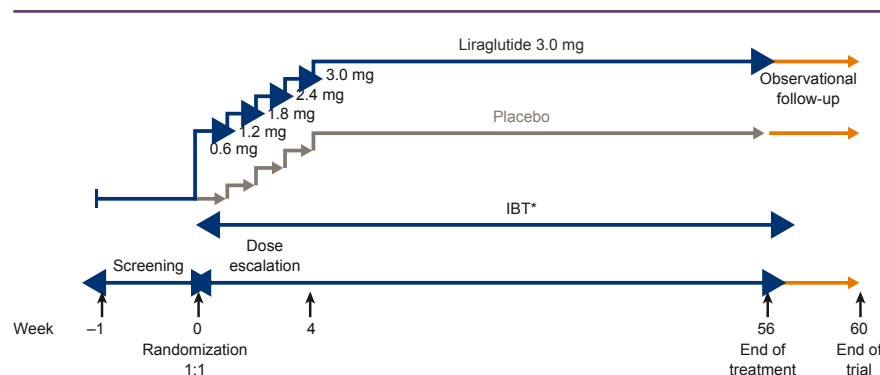 Liraglutide 3.0 mg
3.0 mg
2.4 mg
1.8 mg
1.2 mg
0.6 mg
Observational
follow-up
Placebo
IBT*
Dose
escalation
Screening
Week –1 0 4 56 60
Randomization
1:1
End of
treatment
End of
trial